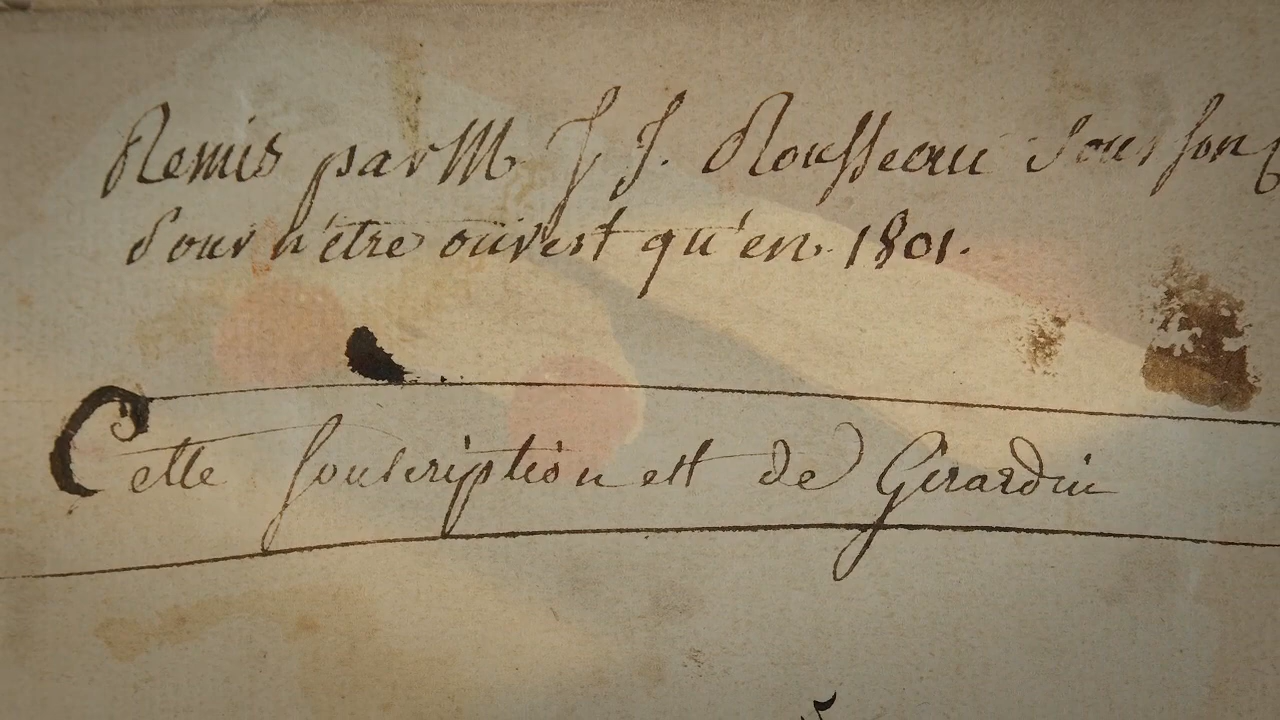 Remis par M J J. Rousseau sous son
Pour n'être ouvert qu'en 1801.
Cette souscription est de Girardin